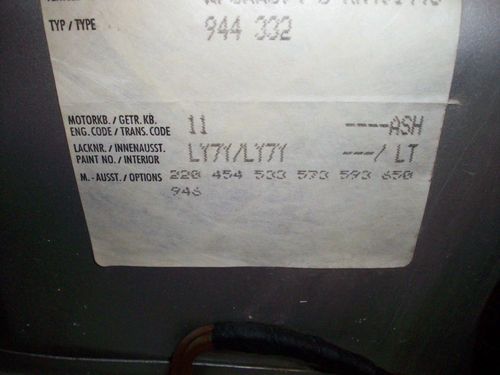 TYP / TYPE 944 332
MOTORKB. / GETR.KB. 11 ----ASH
ENG.CODE / TRANS.CODE
LACKNR. / INNENAUSST. LY7Y/LY7Y ---/ LT
PAINT NO. / INTERIOR
M.-AUSST. / OPTIONS 220 454 533 573 593 650
946